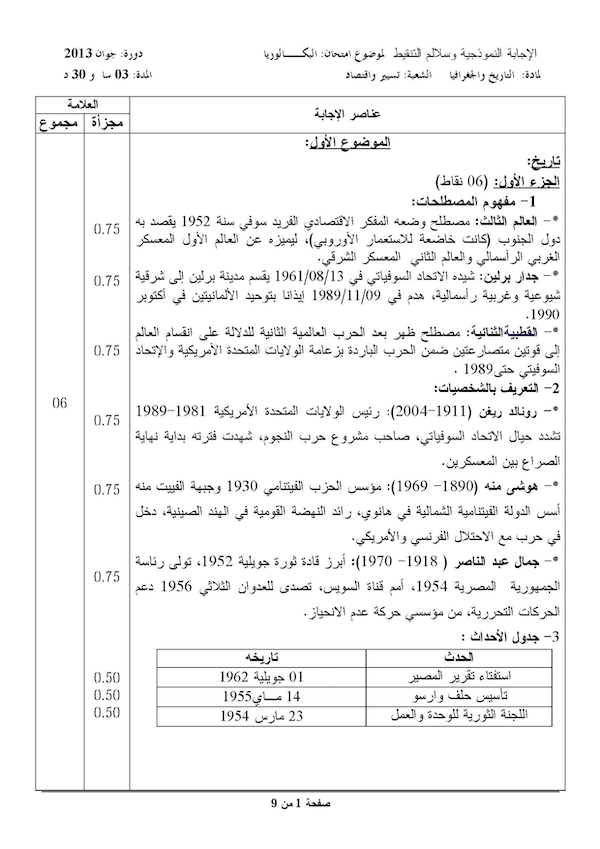 الإجابة النموذجية وسلالم التنقيط لموضوع امتحان: البكـــالوريا دورة: جوان 2013
لمادة: التاريخ والجغرافيا الشعبة: تسيير واقتصاد المدة: 03 سا و 30 د
عناصر الإجابة العلامة
مجزأة مجموع
الموضوع الأول:
تاريخ:
الجزء الأول: (06 نقاط)
1- مفهوم المصطلحات:
*- العالم الثالث: مصطلح وضعه المفكر الاقتصادي الفريد سوفي سنة 1952 يقصد به 0.75
دول الجنوب (كانت خاضعة للاستعمار الأوروبي)، ليميزه عن العالم الأول المعسكر
الغربي الرأسمالي والعالم الثاني المعسكر الشرقي.
*- جدار برلين: شيده الاتحاد السوفياتي في 1961/08/13 يقسم مدينة برلين إلى شرقية 0.75
شيوعية وغربية رأسمالية، هدم في 1989/11/09 إيذانا بتوحيد الألمانيتين في أكتوبر
1990.
*- القطبيةالثنائية: مصطلح ظهر بعد الحرب العالمية الثانية للدلالة على انقسام العالم
إلى قوتين متصارعتين ضمن الحرب الباردة بزعامة الولايات المتحدة الأمريكية والإتحاد 0.75
السوفيتي حتى1989 .
2- التعريف بالشخصيات:
*- رونالد ريغن (1911-2004): رئيس الولايات المتحدة الأمريكية 1981-1989 0.75 06
تشدد حيال الاتحاد السوفياتي، صاحب مشروع حرب النجوم، شهدت فترته بداية نهاية
الصراع بين المعسكرين.
*- هوشي منه (1890- 1969): مؤسس الحزب الفيتنامي 1930 وجبهة الفييت منه 0.75
أسس الدولة الفيتنامية الشمالية في هانوي، رائد النهضة القومية في الهند الصينية، دخل
في حرب مع الاحتلال الفرنسي والأمريكي.
*- جمال عبد الناصر ( 1918- 1970): أبرز قادة ثورة جويلية 1952، تولى رئاسة
الجمهورية المصرية 1954، أمم قناة السويس، تصدى للعدوان الثلاثي 1956 دعم 0.75
الحركات التحررية، من مؤسسي حركة عدم الانحياز.
3- جدول الأحداث :
الحدث تاريخه
استفتاء تقرير المصير 01 جويلية 1962 0.50
تأسيس حلف وارسو 14 مــاي1955 0.50
اللجنة الثورية للوحدة والعمل 23 مارس 1954 0.50
صفحة 1 من 9